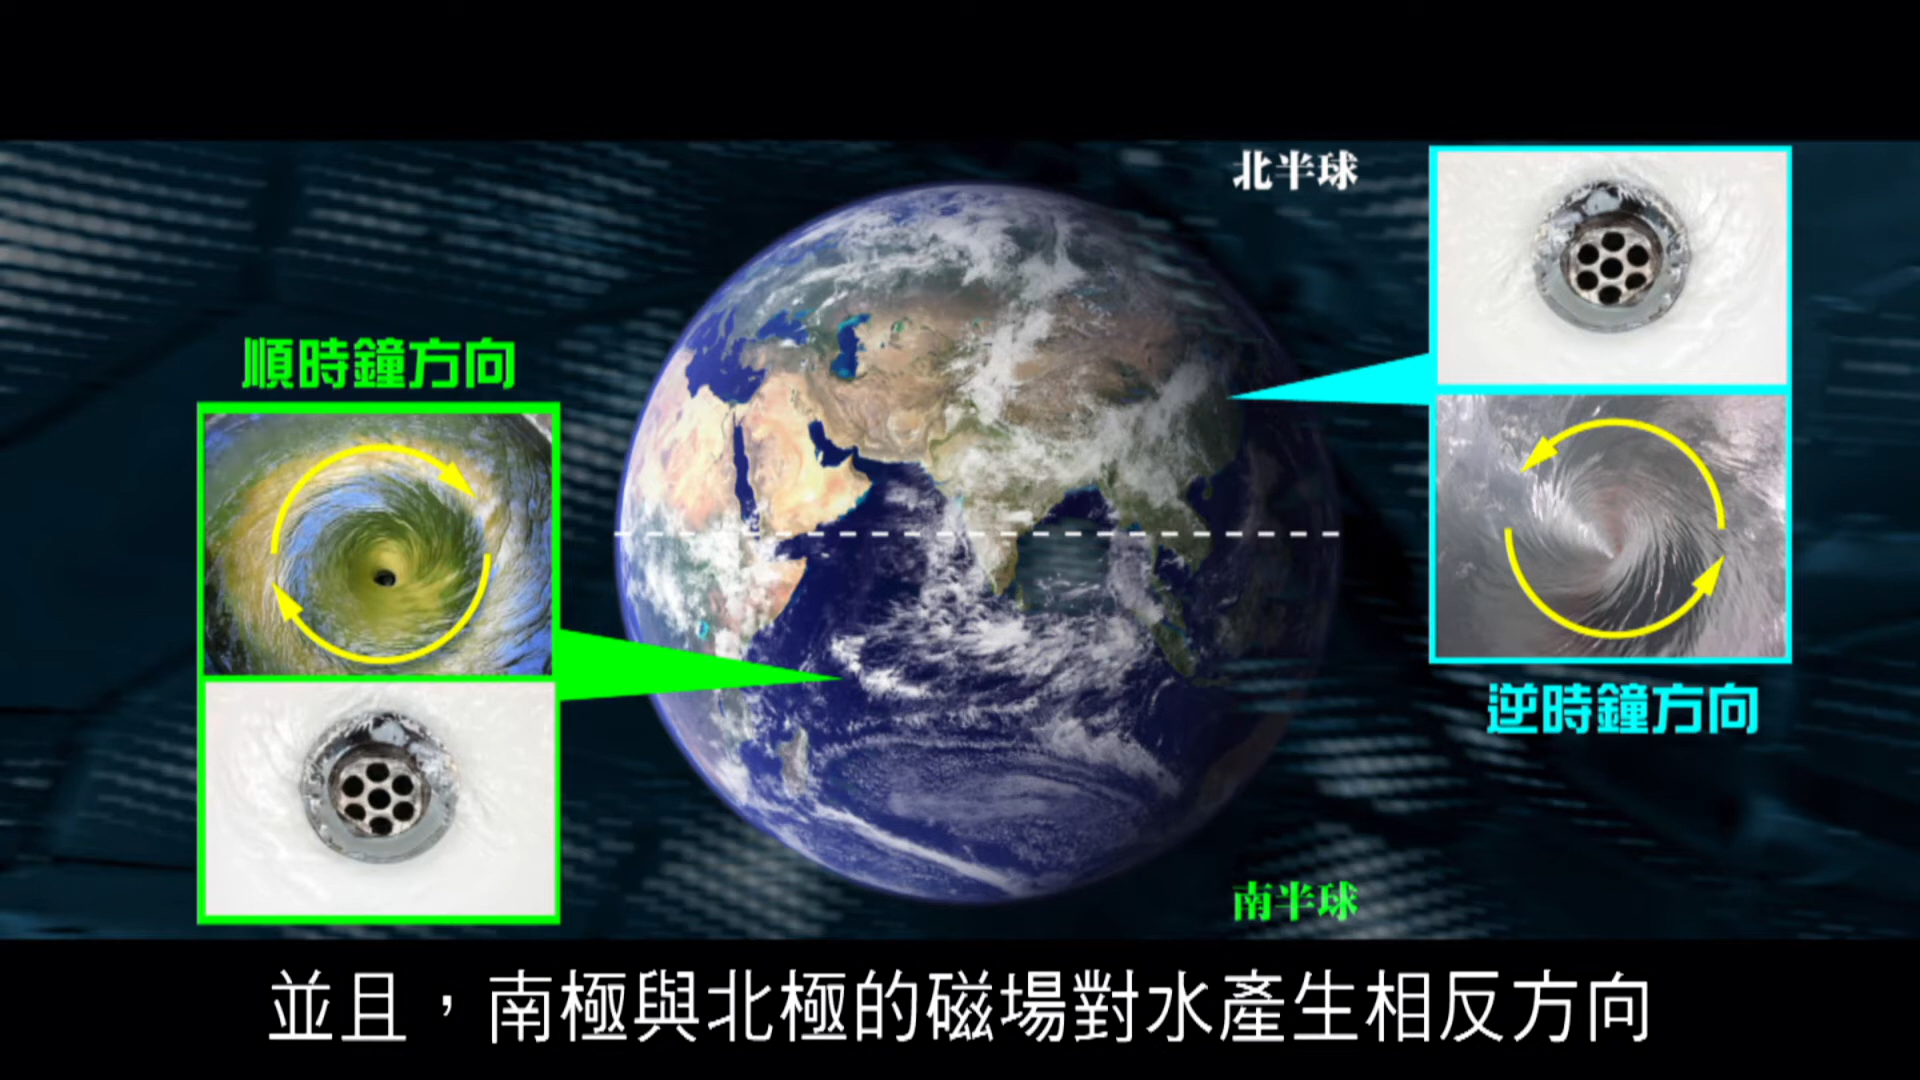 北半球
順時鐘方向
逆時鐘方向
南半球
並且，南極與北極的磁場對水產生相反方向